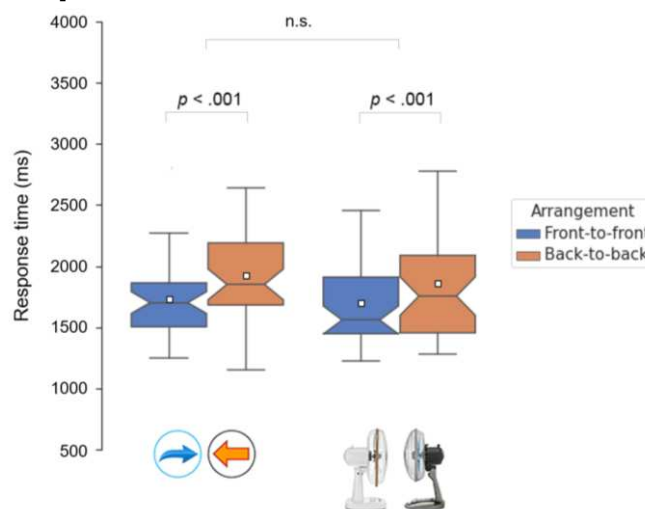 4000
3500
3000
2500
2000
1500
1000
500
Response time (ms)
n.s.
p < .001
p < .001
Arrangement
Front-to-front
Back-to-back